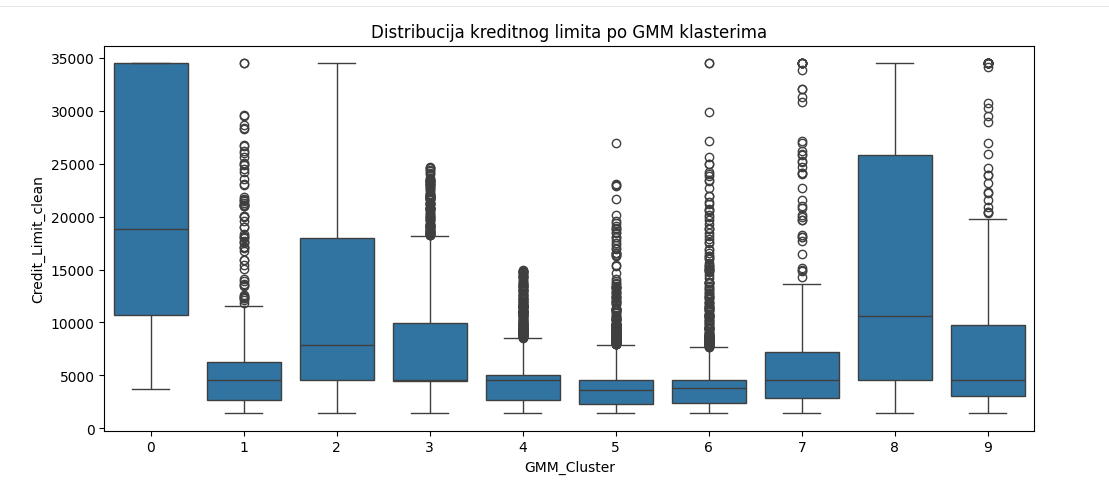 Distribucija kreditnog limita po GMM klasterima
Credit_Limit_clean
35000
30000
25000
20000
15000
10000
5000
0
0 1 2 3 4 5 6 7 8 9
GMM_Cluster